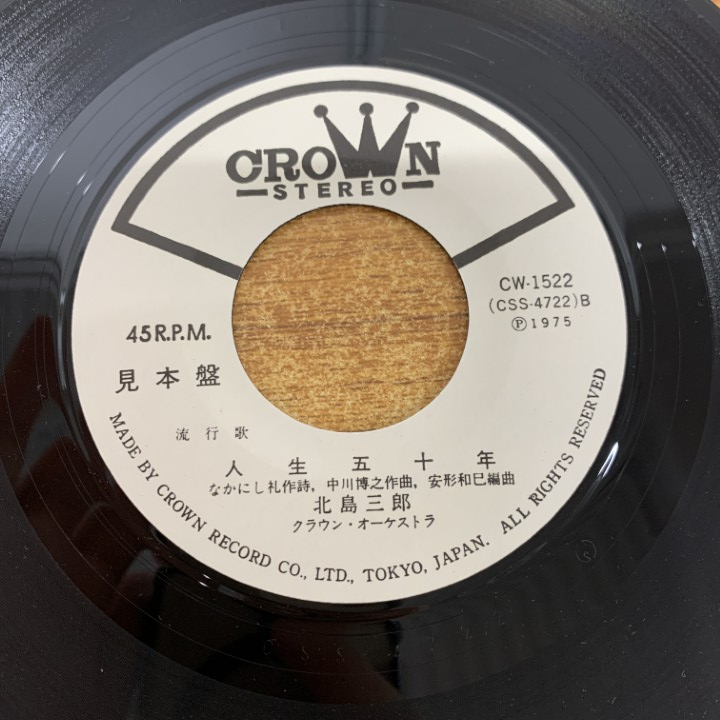 CROWN
STEREO
CW-1522
(CSS-4722)B
Ⓟ1975
45R.P.M.
見本盤
流行歌
人生五十年
なかにし礼作詩, 中川博之作曲, 安形和巳編曲
北島三郎
クラウン・オーケストラ
MADE BY CROWN RECORD CO., LTD., TOKYO, JAPAN. ALL RIGHTS RESERVED